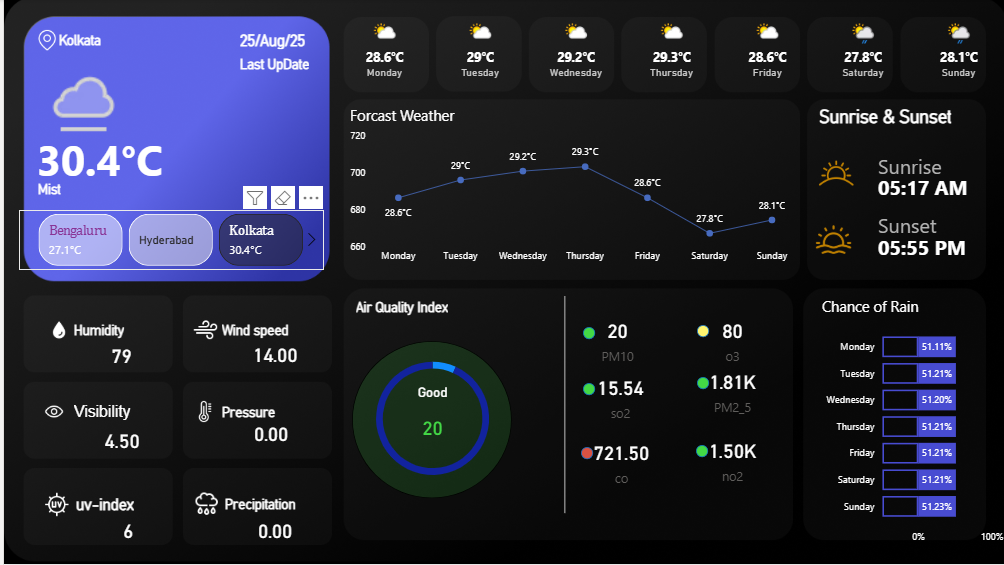 Kolkata
25/Aug/25
Last UpDate
30.4°C
Mist
Bengaluru
27.1°C
Hyderabad
Kolkata
30.4°C
28.6°C
Monday
29°C
Tuesday
29.2°C
Wednesday
29.3°C
Thursday
28.6°C
Friday
27.8°C
Saturday
28.1°C
Sunday
Forcast Weather
720
700
680
660
28.6°C
29°C
29.2°C
29.3°C
28.6°C
27.8°C
28.1°C
Monday
Tuesday
Wednesday
Thursday
Friday
Saturday
Sunday
Sunrise & Sunset
Sunrise
05:17 AM
Sunset
05:55 PM
Humidity
79
Wind speed
14.00
Visibility
4.50
Pressure
0.00
UV
uv-index
6
Precipitation
0.00
Air Quality Index
Good
20
20
PM10
80
o3
15.54
so2
1.81K
PM2_5
721.50
co
1.50K
no2
Chance of Rain
Monday 51.11%
Tuesday 51.21%
Wednesday 51.20%
Thursday 51.21%
Friday 51.21%
Saturday 51.21%
Sunday 51.23%
0% 100%